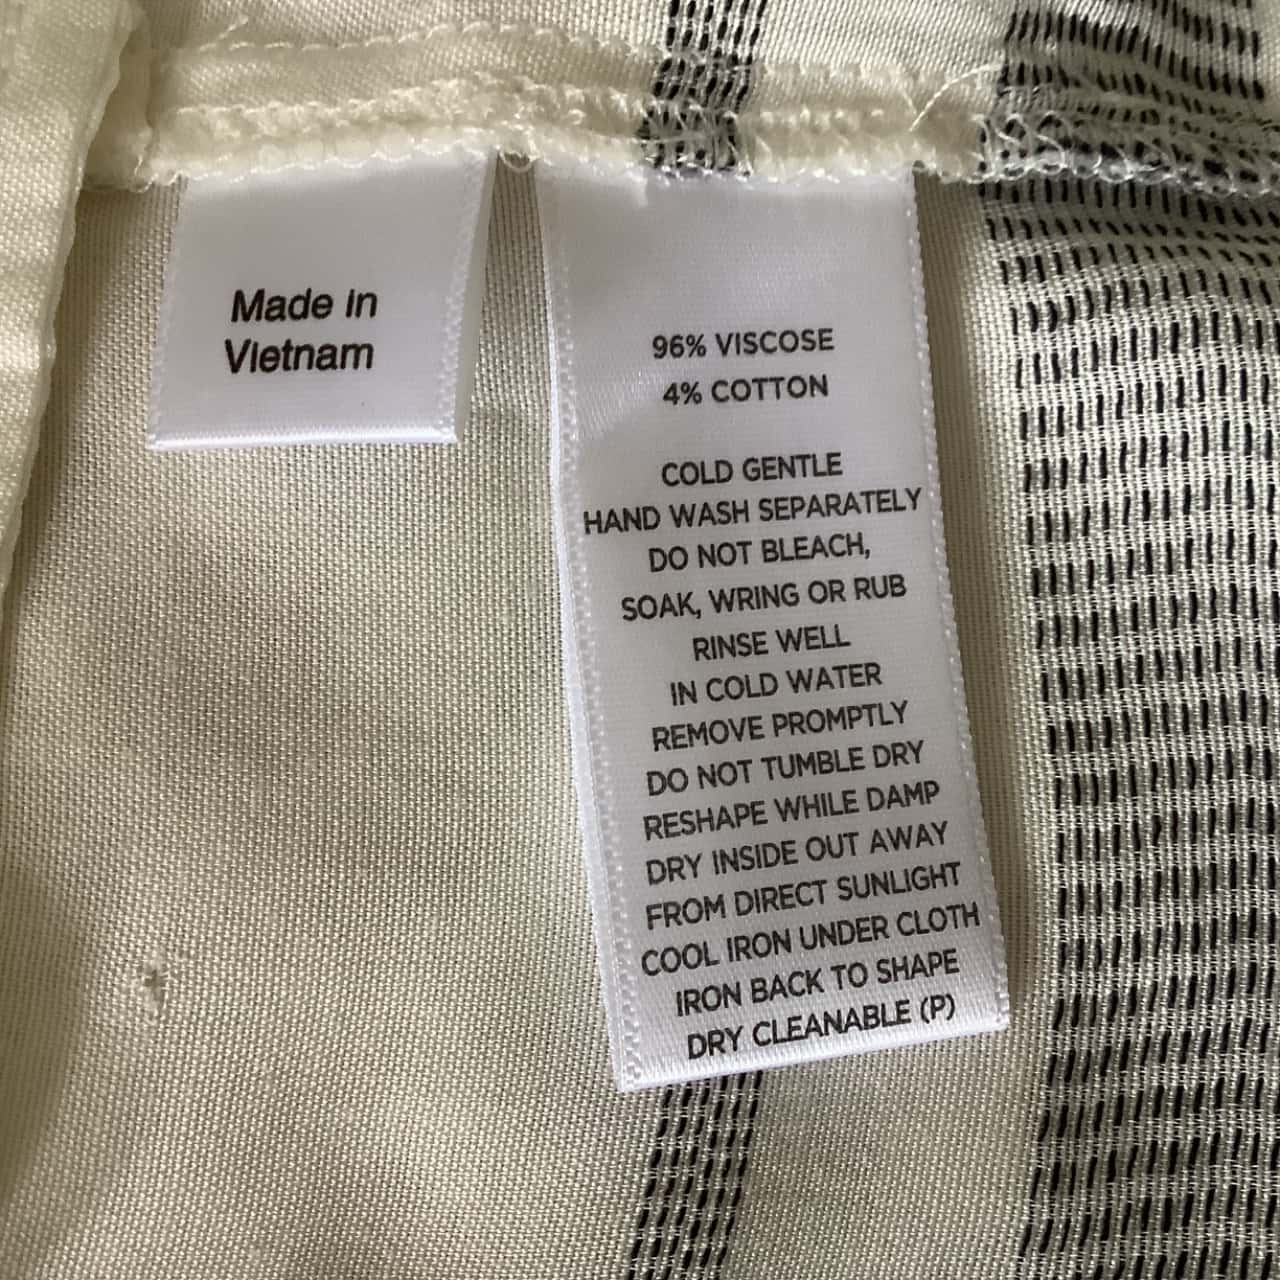 Made in
Vietnam
96% VISCOSE
4% COTTON
COLD GENTLE
HAND WASH SEPARATELY
DO NOT BLEACH,
SOAK, WRING OR RUB
RINSE WELL
IN COLD WATER
REMOVE PROMPTLY
DO NOT TUMBLE DRY
RESHAPE WHILE DAMP
DRY INSIDE OUT AWAY
FROM DIRECT SUNLIGHT
COOL IRON UNDER CLOTH
IRON BACK TO SHAPE
DRY CLEANABLE (P)